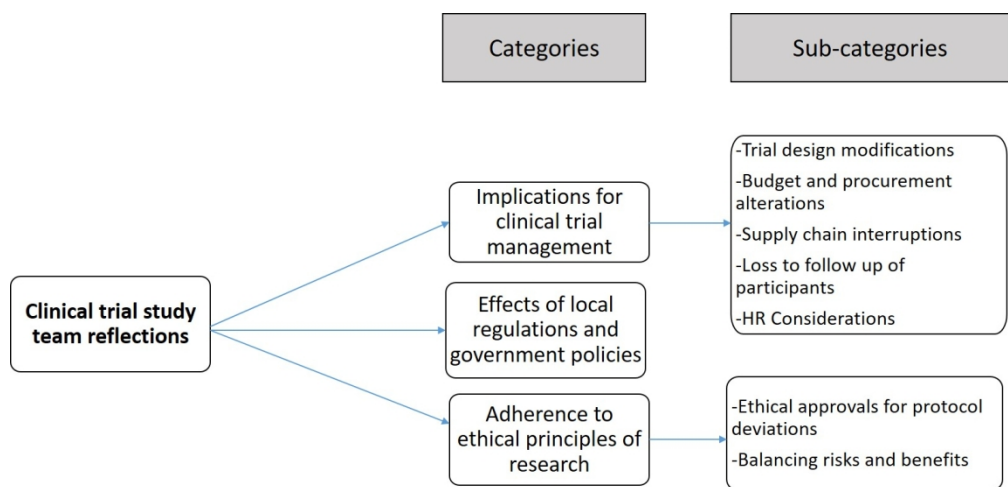 Categories
Sub-categories
Clinical trial study
team reflections
Implications for
clinical trial
management
-Trial design modifications
-Budget and procurement
alterations
-Supply chain interruptions
-Loss to follow up of
participants
-HR Considerations
Effects of local
regulations and
government policies
Adherence to
ethical principles of
research
-Ethical approvals for protocol
deviations
-Balancing risks and benefits